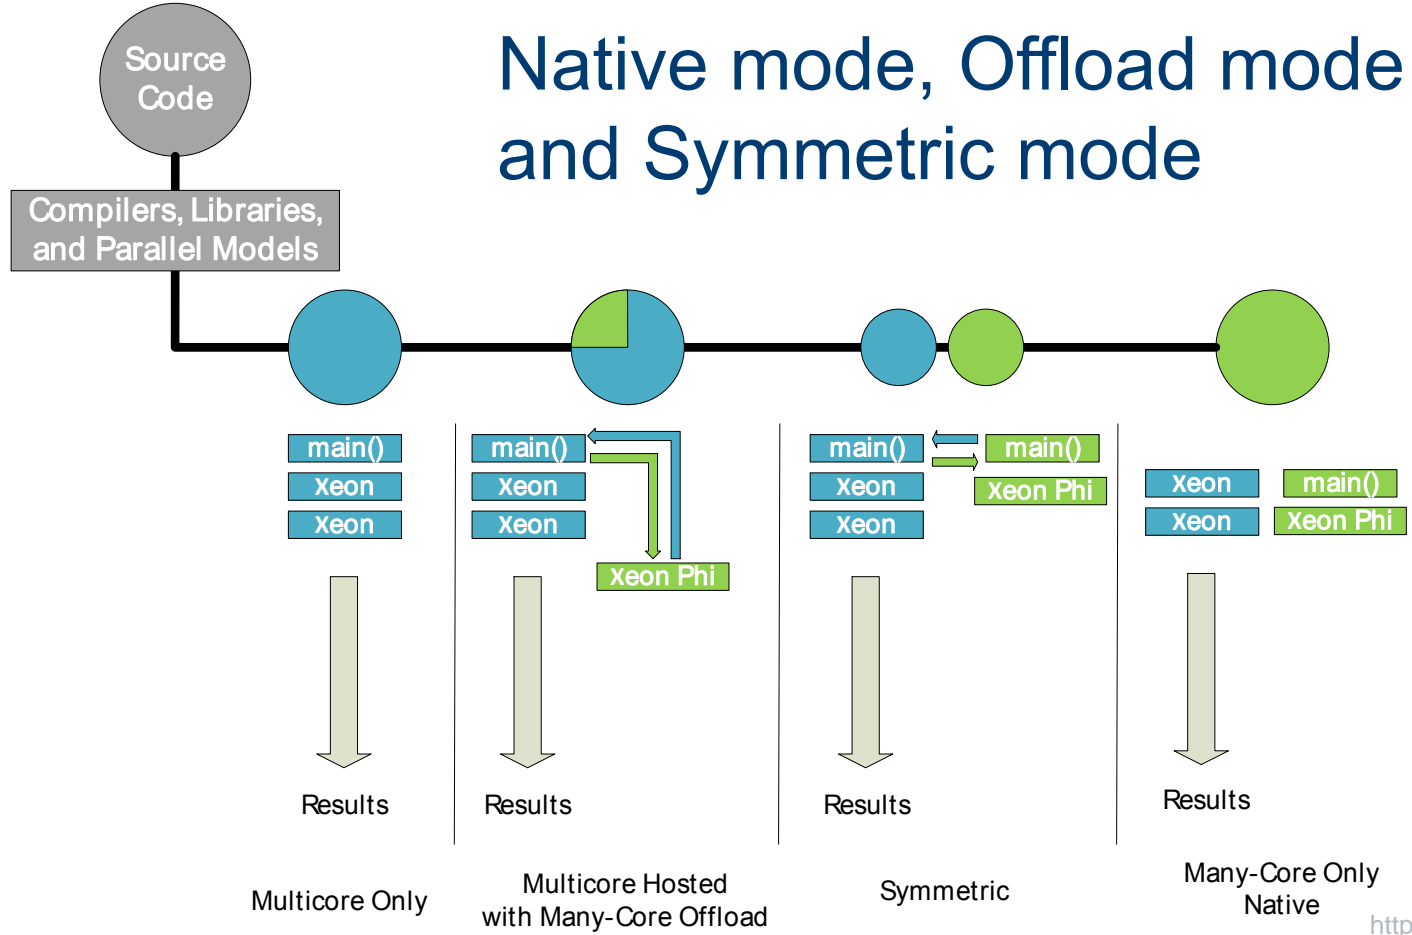 Native mode, Offload mode
and Symmetric mode
Source
Code
Compilers, Libraries,
and Parallel Models
main()
Xeon
Xeon
Results
Multicore Only
main()
Xeon
Xeon
Xeon Phi
Results
Multicore Hosted
with Many-Core Offload
main()
Xeon
Xeon
main()
Xeon Phi
Results
Symmetric
Xeon
Xeon
main()
Xeon Phi
Results
Many-Core Only
Native
http